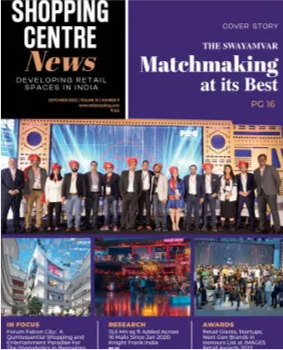 SHOPPING
CENTRE
News
DEVELOPING RETAIL
SPACES IN INDIA
COVER STORY
THE SWAYAMVAR
Matchmaking
at its Best
PG 16
IN FOCUS
Forum Falcon City: A
Quintessential Shopping and
Entertainment Paradise For
RESEARCH
15.5 Mn sq ft Added Across
16 Malls Since Jan 2020:
Knight Frank India
AWARDS
Retail Giants, Startups,
Next-Gen Brands in
Honours List at IMAGES